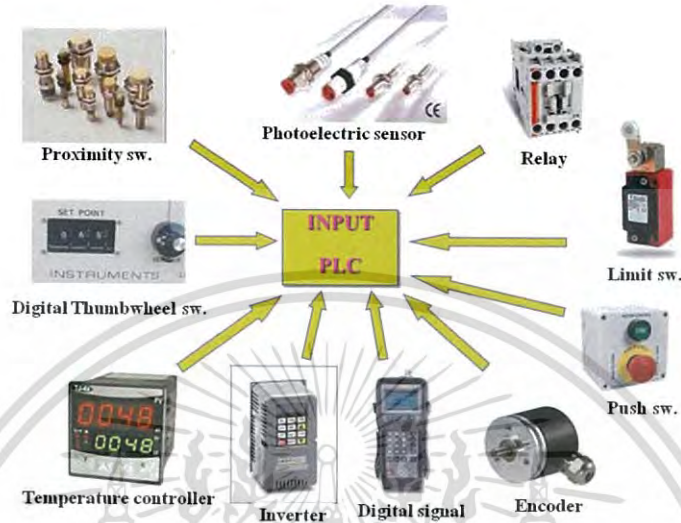 CE
Proximity sw.
Photoelectric sensor
Relay
SET POINT
INSTRUMENTS
INPUT
PLC
Limit sw.
Digital Thumbwheel sw.
0048
0048
Push sw.
Temperature controller
Inverter
Digital signal
Encoder